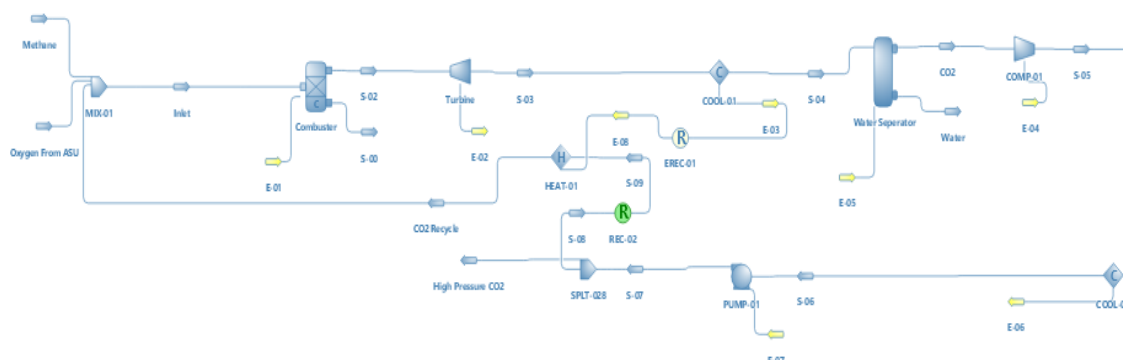 Methane
MIX-01
Oxygen From ASU
Inlet
C
Combuster
E-01
S-02
S-00
Turbine
E-02
S-03
C
COOL-01
E-03
S-04
CO2
COMP-01
S-05
E-04
Water Seperator
Water
E-05
E-08
R
EREC-01
H
HEAT-01
S-09
CO2 Recycle
S-08
R
REC-02
High Pressure CO2
SPLT-028
S-07
PUMP-01
S-06
C
E-06